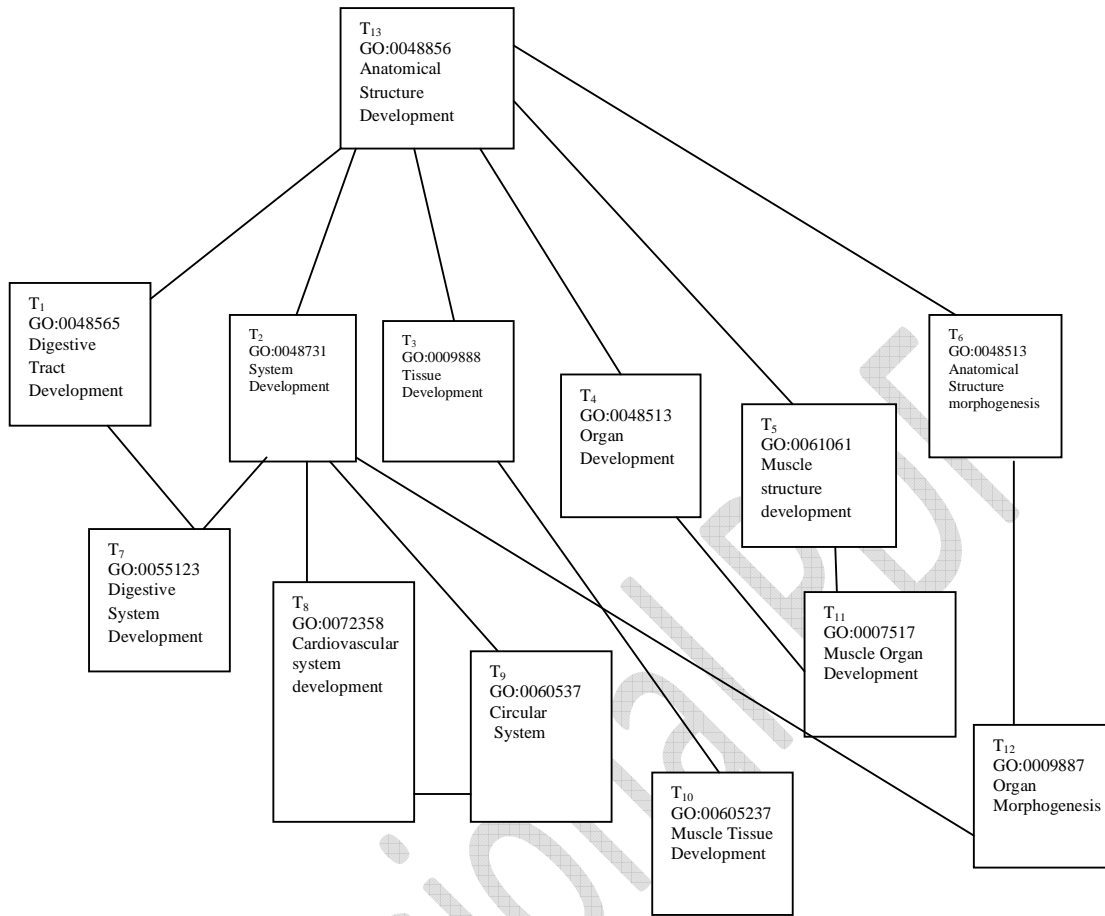 T13
GO:0048856
Anatomical
Structure
Development
T1
GO:0048565
Digestive
Tract
Development
T2
GO:0048731
System
Development
T3
GO:0009888
Tissue
Development
T4
GO:0048513
Organ
Development
T5
GO:0061061
Muscle
structure
development
T6
GO:0048513
Anatomical
Structure
morphogenesis
T7
GO:0055123
Digestive
System
Development
T8
GO:0072358
Cardiovascular
system
development
T9
GO:0060537
Circular
System
T10
GO:00605237
Muscle Tissue
Development
T11
GO:0007517
Muscle Organ
Development
T12
GO:0009887
Organ
Morphogenesis